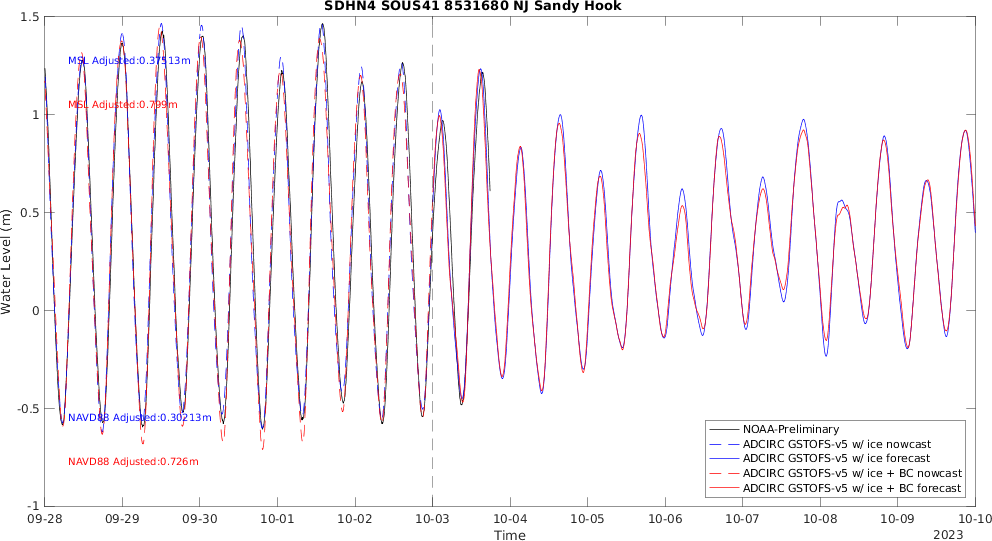 SDHN4 SOUS41 8531680 NJ Sandy Hook
1.5
1
0.5
0
-0.5
-1
Water Level (m)
MSL Adjusted:0.37513m
MSL Adjusted:0.799m
NAVD88 Adjusted:0.30213m
NAVD88 Adjusted:0.726m
NOAA-Preliminary
ADCIRC GSTOFS-v5 w/ ice nowcast
ADCIRC GSTOFS-v5 w/ ice forecast
ADCIRC GSTOFS-v5 w/ ice + BC nowcast
ADCIRC GSTOFS-v5 w/ ice + BC forecast
09-28 09-29 09-30 10-01 10-02 10-03 10-04 10-05 10-06 10-07 10-08 10-09 10-10
Time
2023